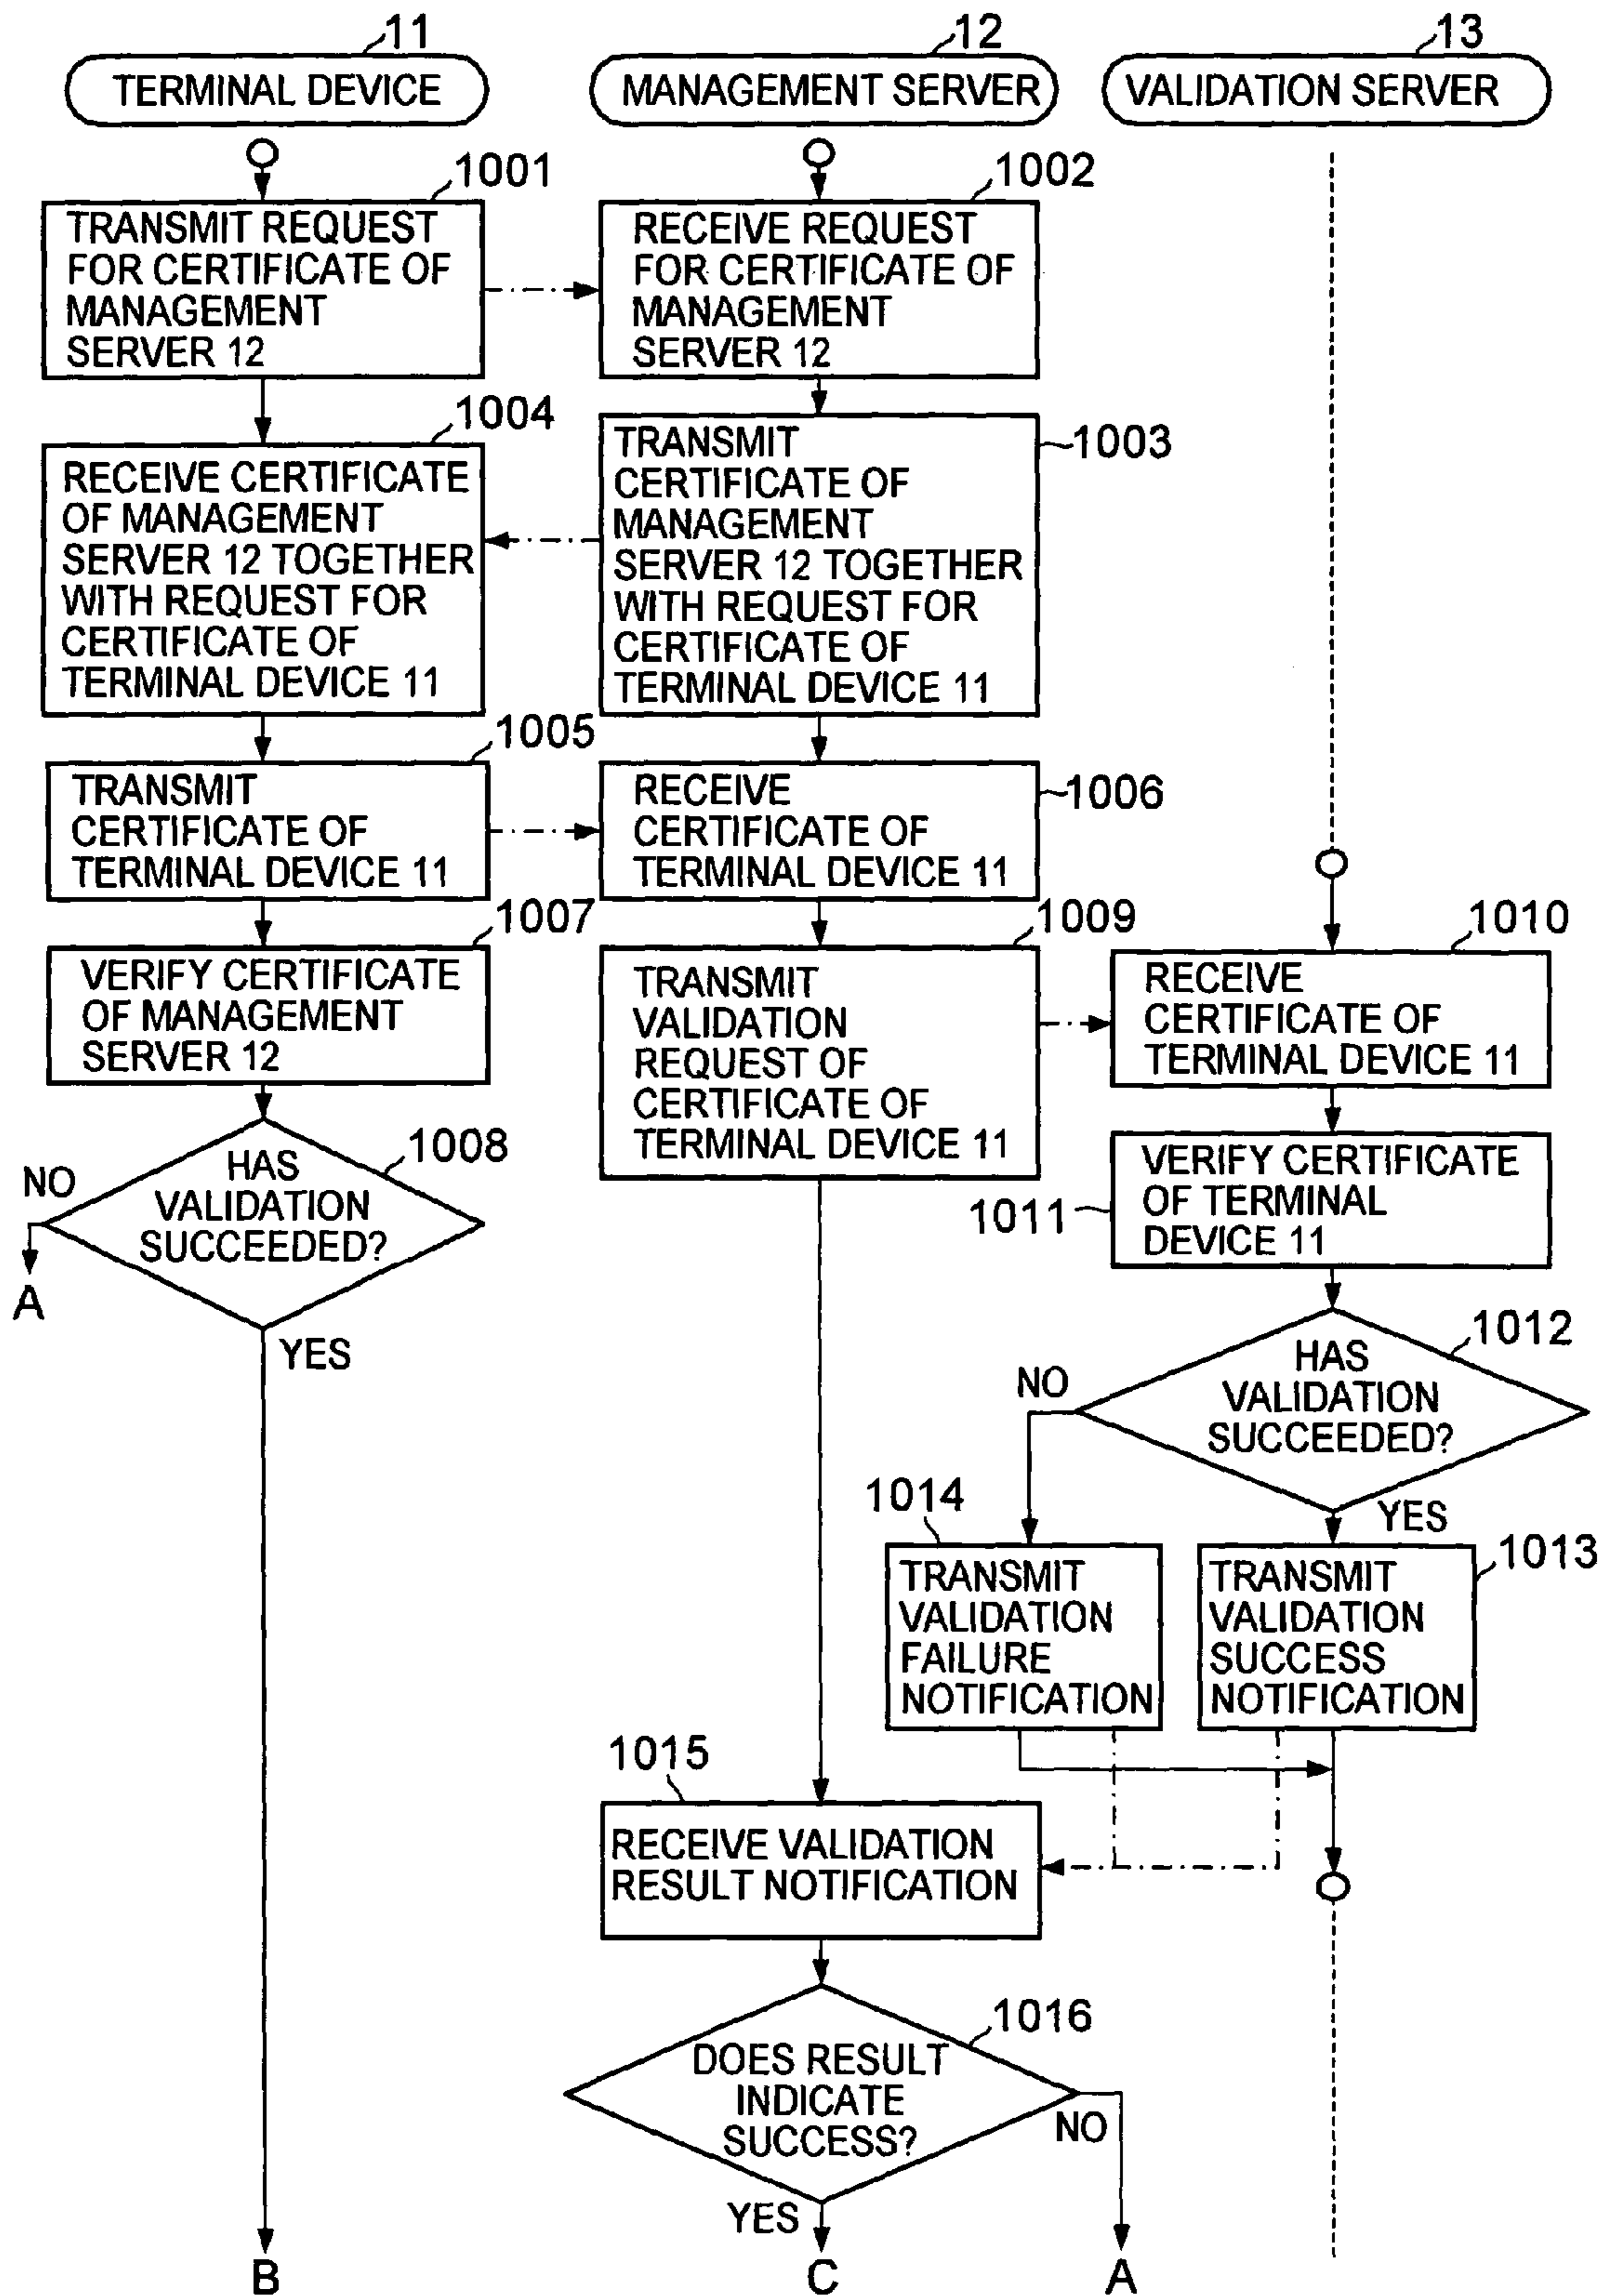 11
TERMINAL DEVICE
12
MANAGEMENT SERVER
13
VALIDATION SERVER
1001
TRANSMIT REQUEST
FOR CERTIFICATE OF
MANAGEMENT
SERVER 12
1002
RECEIVE REQUEST
FOR CERTIFICATE OF
MANAGEMENT
SERVER 12
1003
TRANSMIT
CERTIFICATE OF
MANAGEMENT
SERVER 12 TOGETHER
WITH REQUEST FOR
CERTIFICATE OF
TERMINAL DEVICE 11
1004
RECEIVE CERTIFICATE
OF MANAGEMENT
SERVER 12 TOGETHER
WITH REQUEST FOR
CERTIFICATE OF
TERMINAL DEVICE 11
1005
TRANSMIT
CERTIFICATE OF
TERMINAL DEVICE 11
1006
RECEIVE
CERTIFICATE OF
TERMINAL DEVICE 11
1007
VERIFY CERTIFICATE
OF MANAGEMENT
SERVER 12
1008
HAS
VALIDATION
SUCCEEDED?
NO
A
YES
1009
TRANSMIT
VALIDATION
REQUEST OF
CERTIFICATE OF
TERMINAL DEVICE 11
1010
RECEIVE
CERTIFICATE OF
TERMINAL DEVICE 11
1011
VERIFY CERTIFICATE
OF TERMINAL
DEVICE 11
1012
HAS
VALIDATION
SUCCEEDED?
NO
YES
1014
TRANSMIT
VALIDATION
FAILURE
NOTIFICATION
1013
TRANSMIT
VALIDATION
SUCCESS
NOTIFICATION
1015
RECEIVE VALIDATION
RESULT NOTIFICATION
1016
DOES RESULT
INDICATE
SUCCESS?
NO
YES
B
C
A